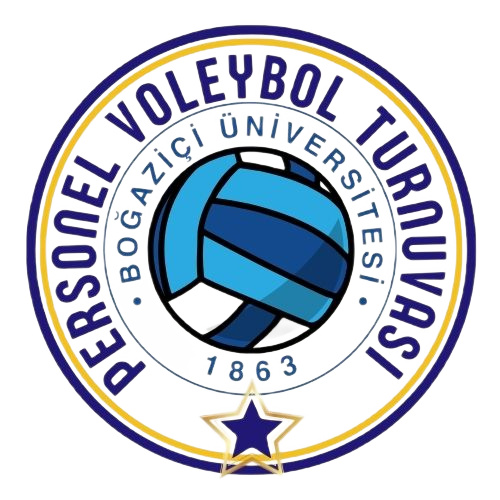 PERSONEL VOLEYBOL TURNUVASI
• BOĞAZİÇİ ÜNİVERSİTESİ •
1863